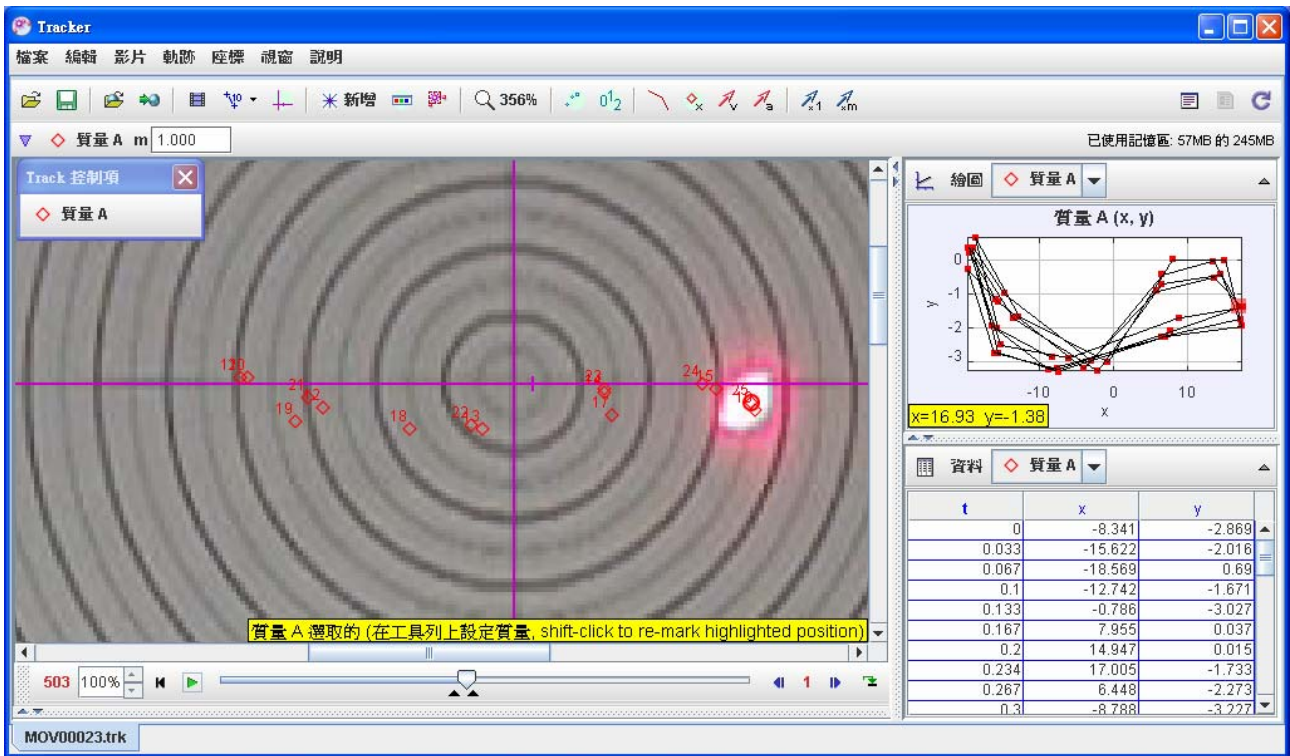 Tracker
檔案 編輯 影片 軌跡 座標 視窗 說明
新增 356%
質量 A m 1.000 已使用記憶區: 57MB 的 245MB
Track 控制項
質量 A
24
21
19
18
22
17
503 100% 1
質量 A 選取的 (在工具列上設定質量, shift-click to re-mark highlighted position)
MOV00023.trk
繪圖 質量 A
質量 A (x, y)
y
0
-1
-2
-3
-10 0 10
x
x=16.93 y=-1.38
資料 質量 A
t x y
0 -8.341 -2.869
0.033 -15.622 -2.016
0.067 -18.569 0.69
0.1 -12.742 -1.671
0.133 -0.786 -3.027
0.167 7.955 0.037
0.2 14.947 0.015
0.234 17.005 -1.733
0.267 6.448 -2.273
0.3 -8.788 -3.227